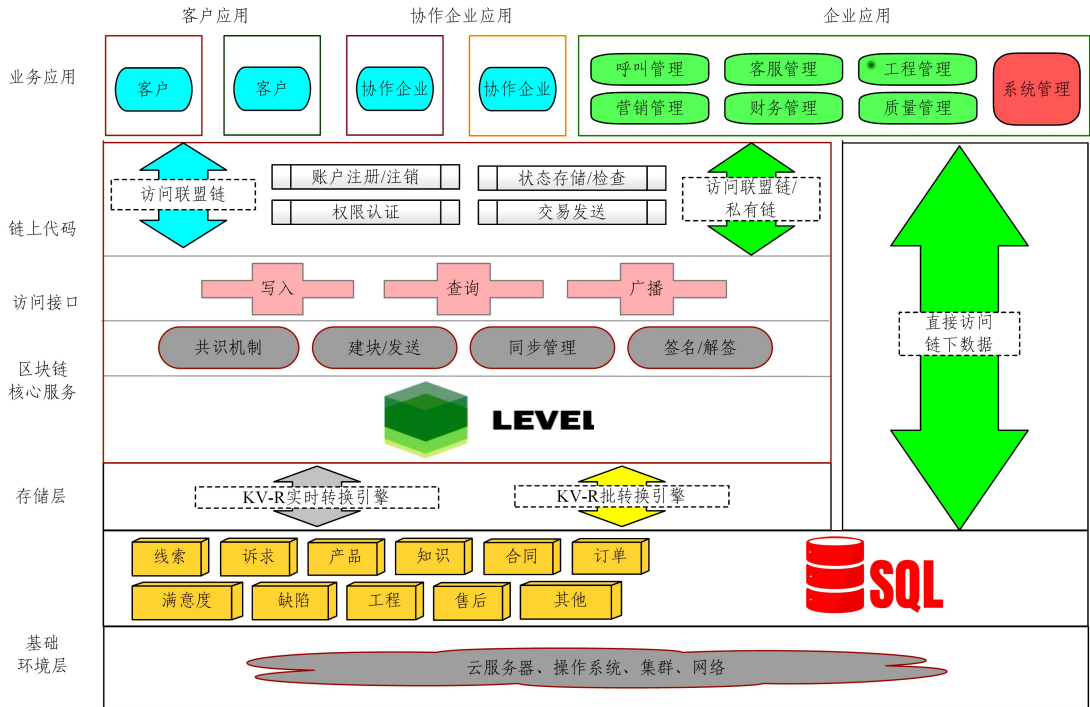 客户应用
协作企业应用
企业应用
业务应用
客户
客户
协作企业
协作企业
呼叫管理
客服管理
工程管理
营销管理
财务管理
质量管理
系统管理
链上代码
访问联盟链
账户注册/注销
状态存储/检查
权限认证
交易发送
访问联盟链/
私有链
访问接口
写入
查询
广播
直接访问
链下数据
区块链
核心服务
共识机制
建块/发送
同步管理
签名/解签
LEVEL
存储层
KV-R实时转换引擎
KV-R批转换引擎
线索
诉求
产品
知识
合同
订单
满意度
缺陷
工程
售后
其他
SQL
基础
环境层
云服务器、操作系统、集群、网络